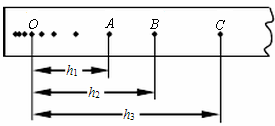 O A B C
h₁
h₂
h₃